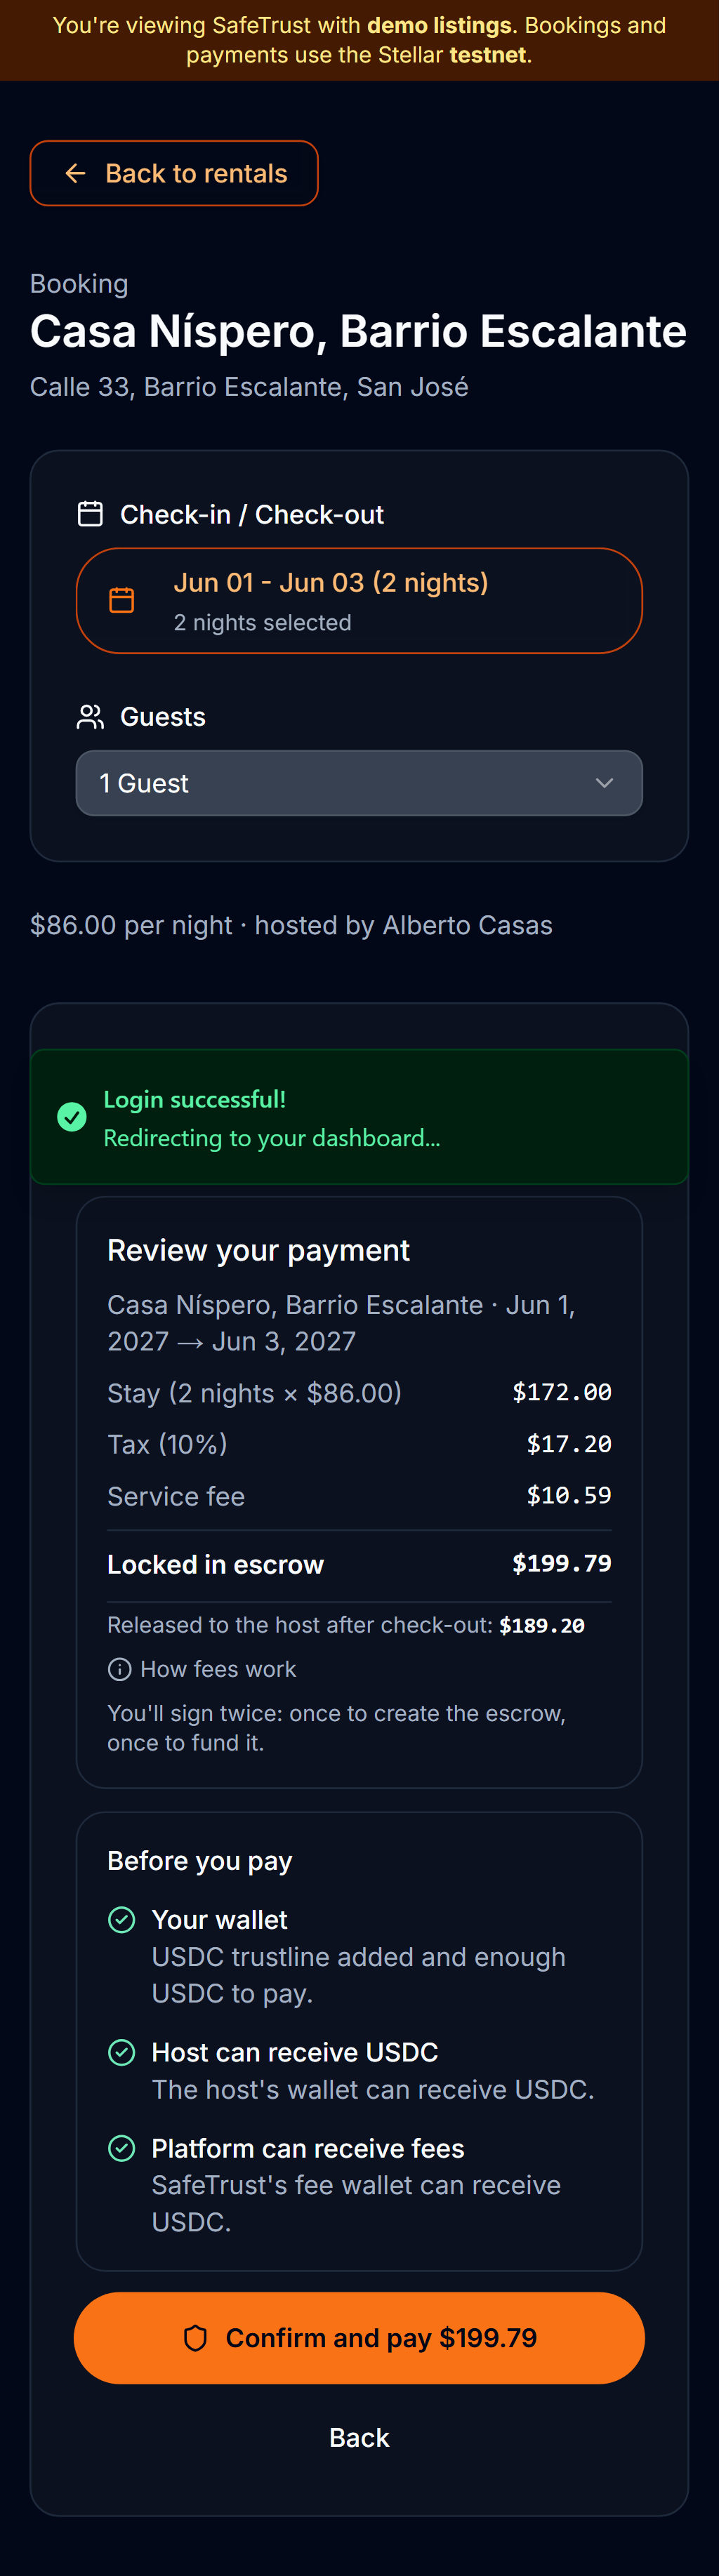 You're viewing SafeTrust with demo listings. Bookings and
payments use the Stellar testnet.
← Back to rentals
Booking
Casa Níspero, Barrio Escalante
Calle 33, Barrio Escalante, San José
Check-in / Check-out
Jun 01 - Jun 03 (2 nights)
2 nights selected
Guests
1 Guest
$86.00 per night · hosted by Alberto Casas
Login successful!
Redirecting to your dashboard...
Review your payment
Casa Níspero, Barrio Escalante · Jun 1,
2027 → Jun 3, 2027
Stay (2 nights × $86.00) $172.00
Tax (10%) $17.20
Service fee $10.59
Locked in escrow $199.79
Released to the host after check-out: $189.20
How fees work
You'll sign twice: once to create the escrow,
once to fund it.
Before you pay
Your wallet
USDC trustline added and enough
USDC to pay.
Host can receive USDC
The host's wallet can receive USDC.
Platform can receive fees
SafeTrust's fee wallet can receive
USDC.
Confirm and pay $199.79
Back